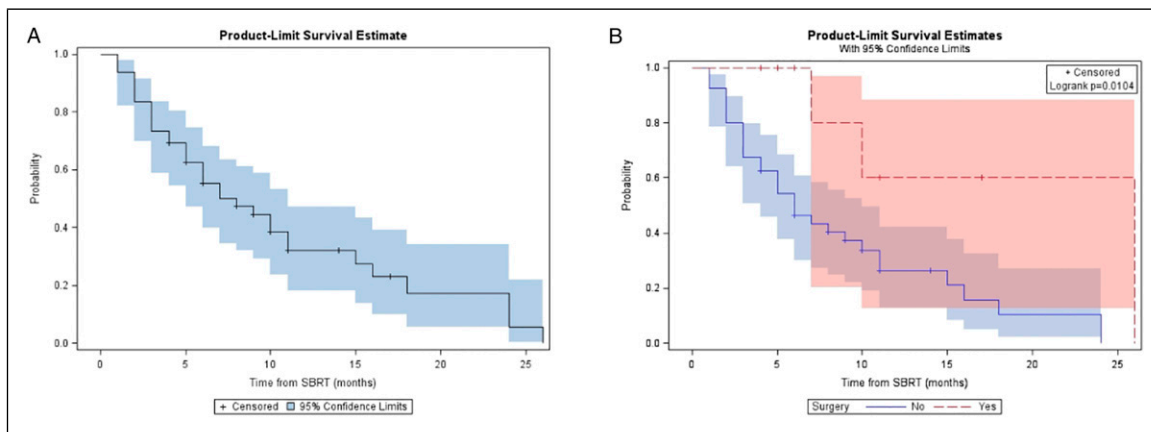 A
Product-Limit Survival Estimate
1.0
0.8
0.6
0.4
0.2
0.0
Probability
0
5
10
15
20
25
Time from SBRT (months)
+ Censored 95% Confidence Limits
B
Product-Limit Survival Estimates
With 95% Confidence Limits
+ Censored
Logrank p=0.0104
1.0
0.8
0.6
0.4
0.2
0.0
Probability
0
5
10
15
20
25
Time from SBRT (months)
Surgery No Yes